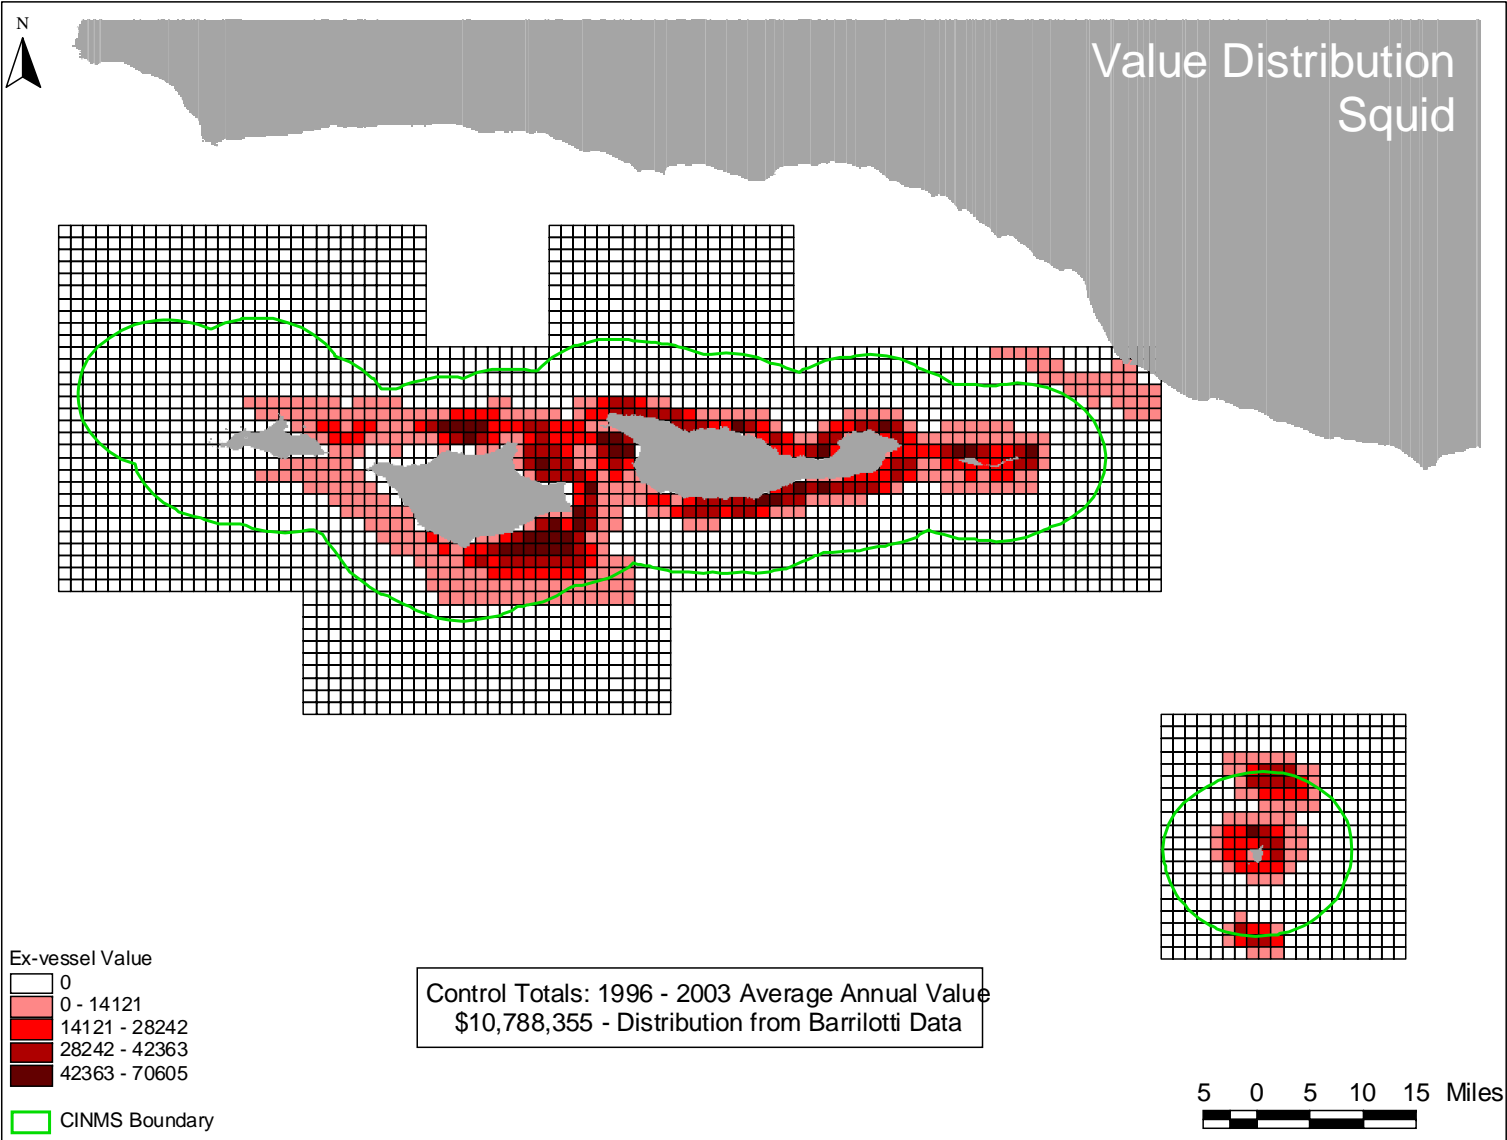 N
Value Distribution
Squid
Ex-vessel Value
0
0 - 14121
14121 - 28242
28242 - 42363
42363 - 70605
CINMS Boundary
Control Totals: 1996 - 2003 Average Annual Value
$10,788,355 - Distribution from Barrilotti Data
5 0 5 10 15 Miles